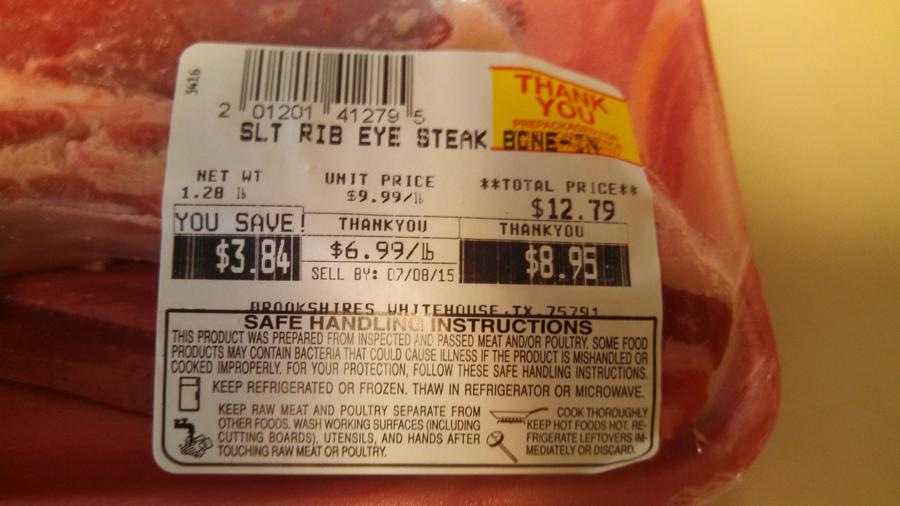 3416
2 01201 41279 5
THANK
YOU
PREPACKAGED FOR
SLT RIB EYE STEAK BONE-IN
NET WT
1.28 lb
UNIT PRICE
$9.99/lb
**TOTAL PRICE**
$12.79
YOU SAVE!
$3.84
THANKYOU
$6.99/lb
THANKYOU
$8.95
SELL BY: 07/08/15
BROOKSHIRES WHITEHOUSE,TX.75791
SAFE HANDLING INSTRUCTIONS
THIS PRODUCT WAS PREPARED FROM INSPECTED AND PASSED MEAT AND/OR POULTRY. SOME FOOD
PRODUCTS MAY CONTAIN BACTERIA THAT COULD CAUSE ILLNESS IF THE PRODUCT IS MISHANDLED OR
COOKED IMPROPERLY. FOR YOUR PROTECTION, FOLLOW THESE SAFE HANDLING INSTRUCTIONS.
KEEP REFRIGERATED OR FROZEN. THAW IN REFRIGERATOR OR MICROWAVE.
KEEP RAW MEAT AND POULTRY SEPARATE FROM
OTHER FOODS. WASH WORKING SURFACES (INCLUDING
CUTTING BOARDS), UTENSILS, AND HANDS AFTER
TOUCHING RAW MEAT OR POULTRY.
COOK THOROUGHLY
KEEP HOT FOODS HOT. RE-
FRIGERATE LEFTOVERS IM-
MEDIATELY OR DISCARD.